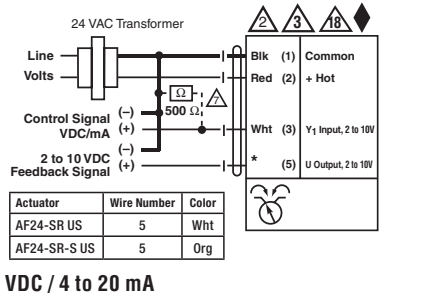 24 VAC Transformer
2 3 18
Line
Volts
Blk (1) Common
Red (2) + Hot
Ω
500 Ω
7
Control Signal (–)
VDC/mA (+)
Wht (3) Y1 Input, 2 to 10V
2 to 10 VDC (–)
Feedback Signal (+)
* (5) U Output, 2 to 10V
Actuator Wire Number Color
AF24-SR US 5 Wht
AF24-SR-S US 5 Org
VDC / 4 to 20 mA